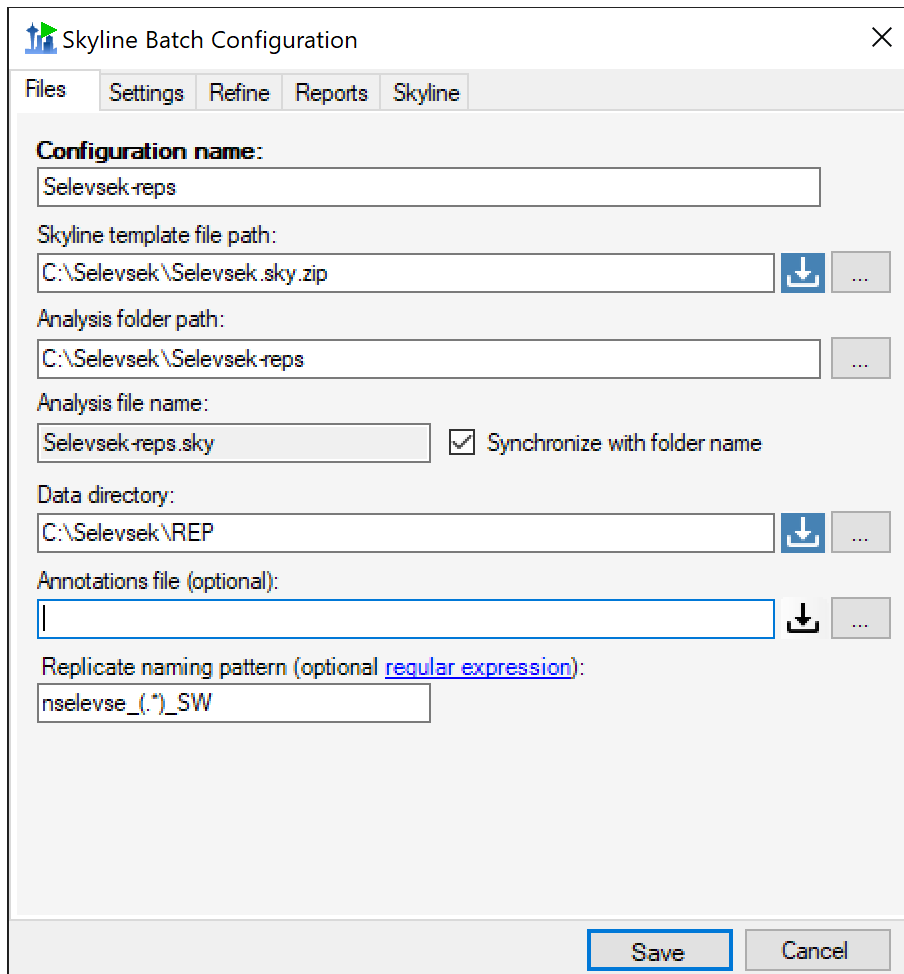 Skyline Batch Configuration
Files Settings Refine Reports Skyline
Configuration name:
Selevsek-reps
Skyline template file path:
C:\Selevsek\Selevsek.sky.zip
...
Analysis folder path:
C:\Selevsek\Selevsek-reps
...
Analysis file name:
Selevsek-reps.sky Synchronize with folder name
Data directory:
C:\Selevsek\REP
...
Annotations file (optional):
...
Replicate naming pattern (optional regular expression):
nselevse_(.*)_SW
Save Cancel